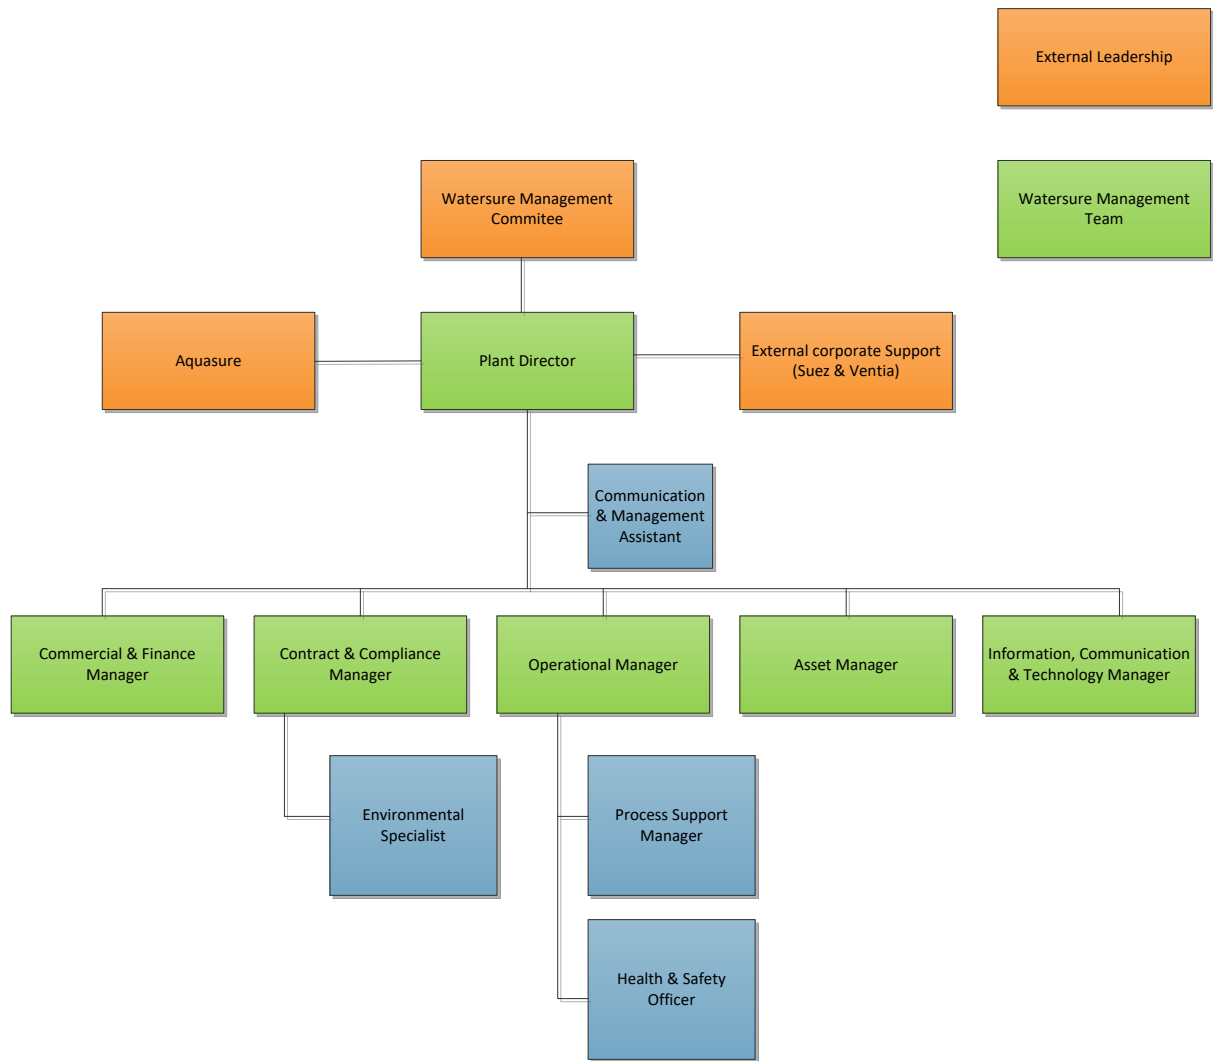 External Leadership
Watersure Management
Commitee
Watersure Management
Team
Aquasure
Plant Director
External corporate Support
(Suez & Ventia)
Communication
& Management
Assistant
Commercial & Finance
Manager
Contract & Compliance
Manager
Operational Manager
Asset Manager
Information, Communication
& Technology Manager
Environmental
Specialist
Process Support
Manager
Health & Safety
Officer